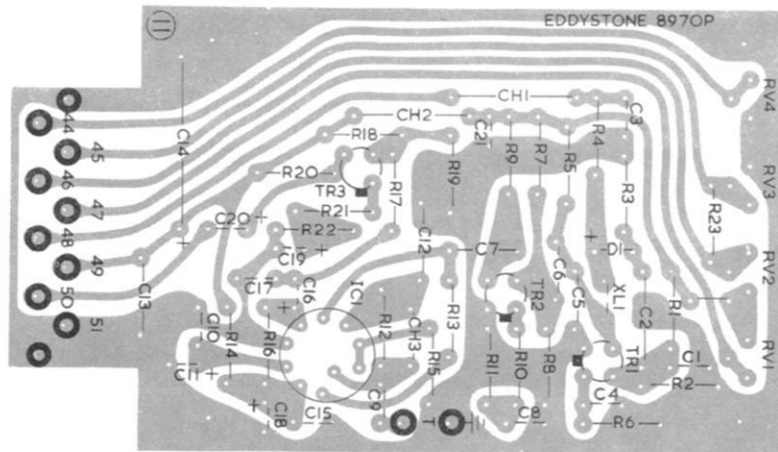 (11)
EDDYSTONE 8970P
RV4
CH1
C3
CH2
C21
R9
R7
R5
R4
44
45
C14
R18
R20
TR3
R17
R19
R3
46
47
R21
R22
C20
C19
C12
C7
RV3
R23
48
49
C13
C17
C16
IC1
R13
TR2
C6
C5
D1
XL1
C2
R1
RV2
50
51
C10
R14
R16
R12
CH3
R15
R11
R10
R8
TR1
C1
R2
RV1
C11
C18
C15
C9
C8
C4
R6